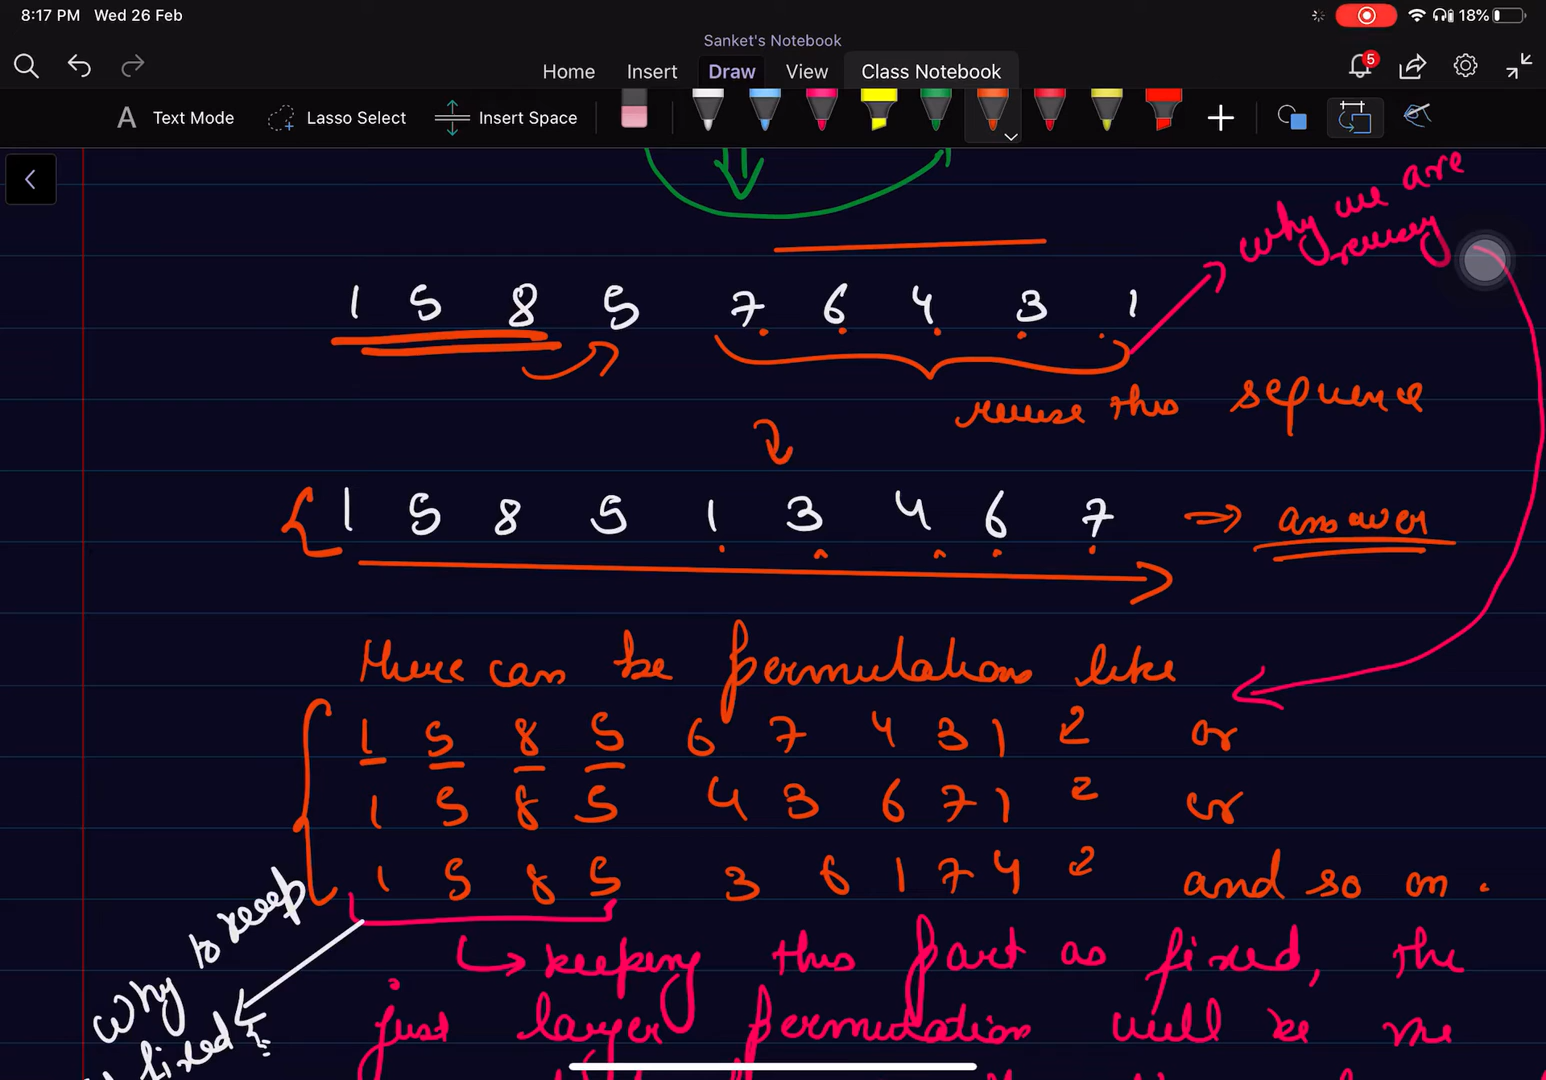 8:17 PM Wed 26 Feb
18%
Sanket's Notebook
Home Insert Draw View Class Notebook
5
Text Mode Lasso Select Insert Space
why we are
1 5 8 5 7 6 4 3 1
this sequence
1 5 8 5 1 3 4 6 7 ⇒ answer
there can be permutations like
1 5 8 5 6 7 4 3 1 2 or
1 5 8 5 4 3 6 7 1 2 or
1 5 8 5 3 6 1 7 4 2 and so on.
Why to keep
fixed
↳ keeping this part as fixed, the
just larger permutation will be